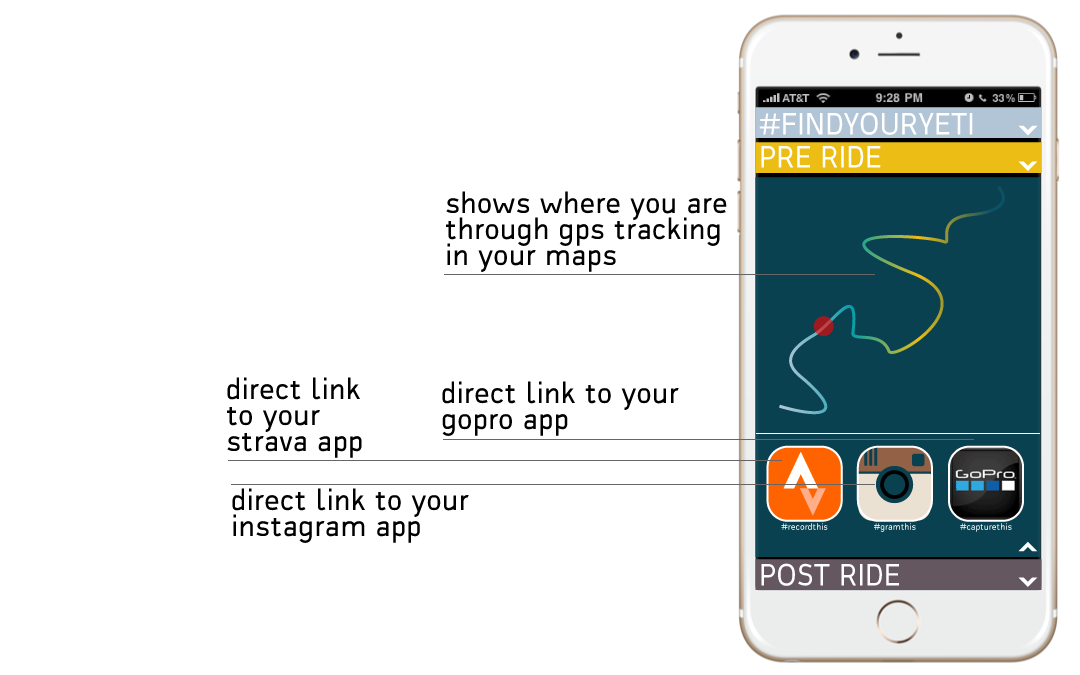 AT&T 9:28 PM 33%
#FINDYOURYETI
PRE RIDE
shows where you are
through gps tracking
in your maps
direct link
to your
strava app
direct link to your
gopro app
direct link to your
instagram app
GoPro
#recordthis #gramthis #capturethis
POST RIDE